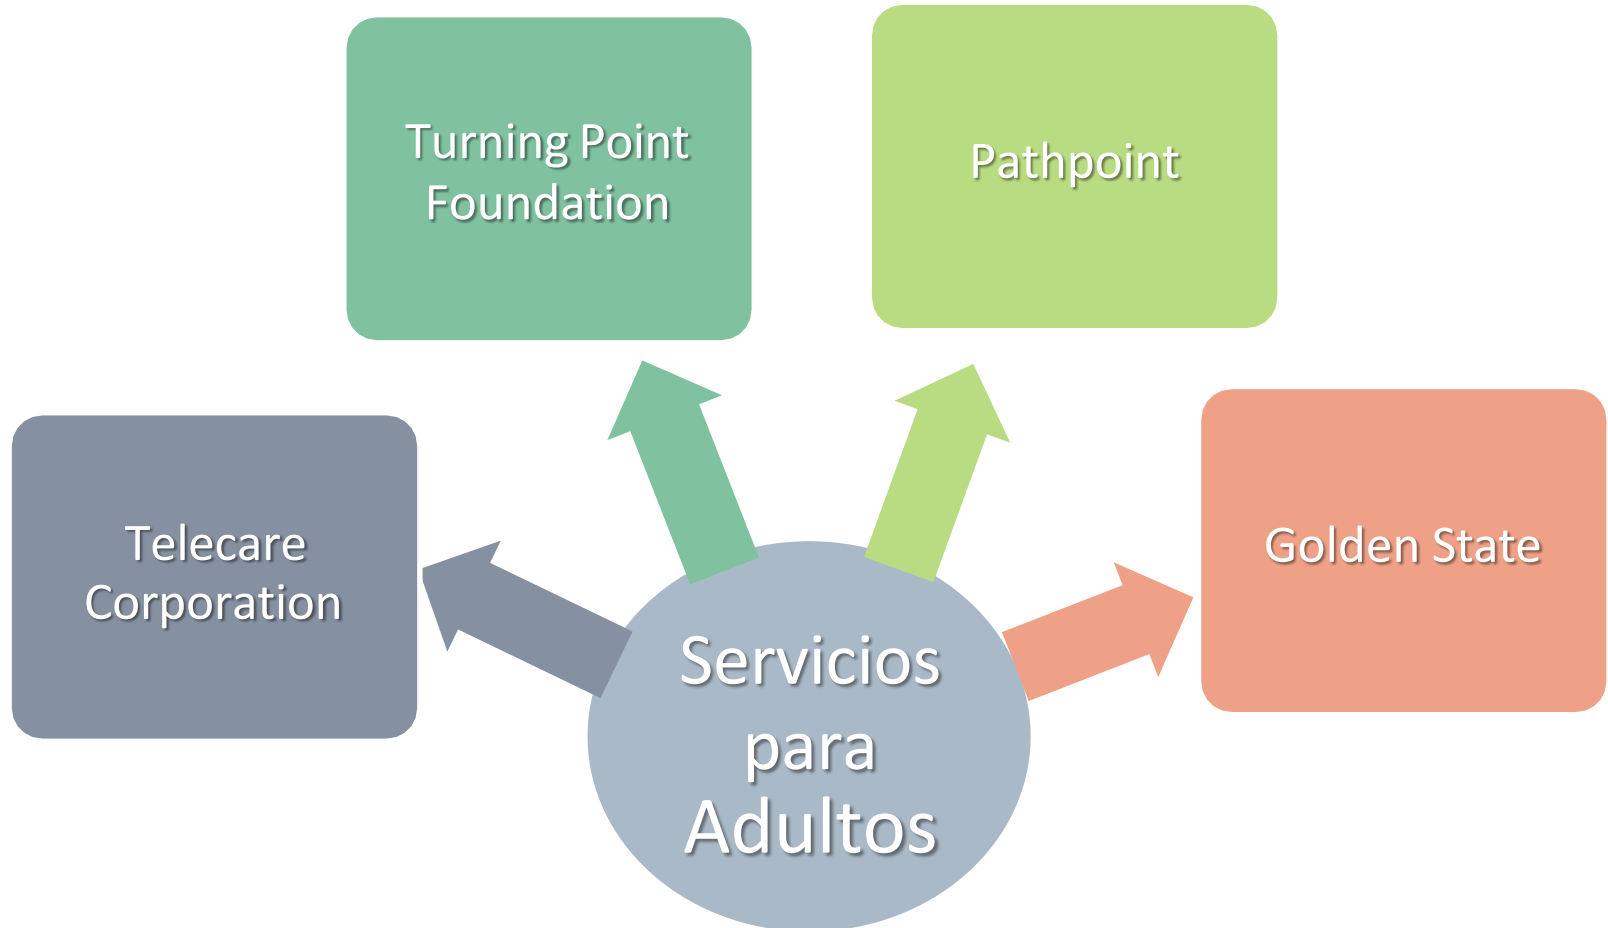 Turning Point
Foundation
Pathpoint
Telecare
Corporation
Golden State
Servicios
para
Adultos